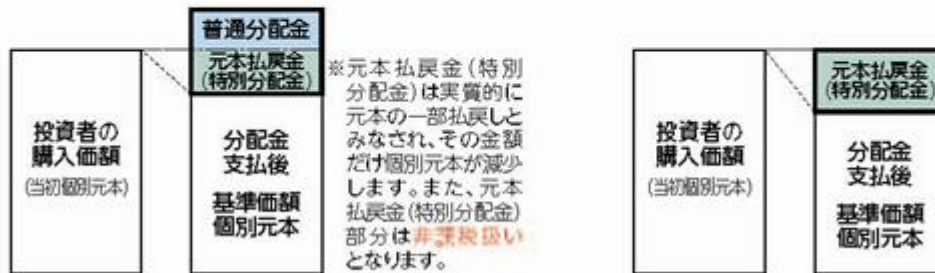 普通分配金
元本払戻金
(特別分配金)
投資者の
購入価額
(当初個別元本)
分配金
支払後
基準価額
個別元本
※元本払戻金(特別
分配金)は実質的に
元本の一部払戻しと
みなされ、その金額
だけ個別元本が減少
します。また、元本
払戻金(特別分配金)
部分は非課税扱い
となります。
投資者の
購入価額
(当初個別元本)
元本払戻金
(特別分配金)
分配金
支払後
基準価額
個別元本